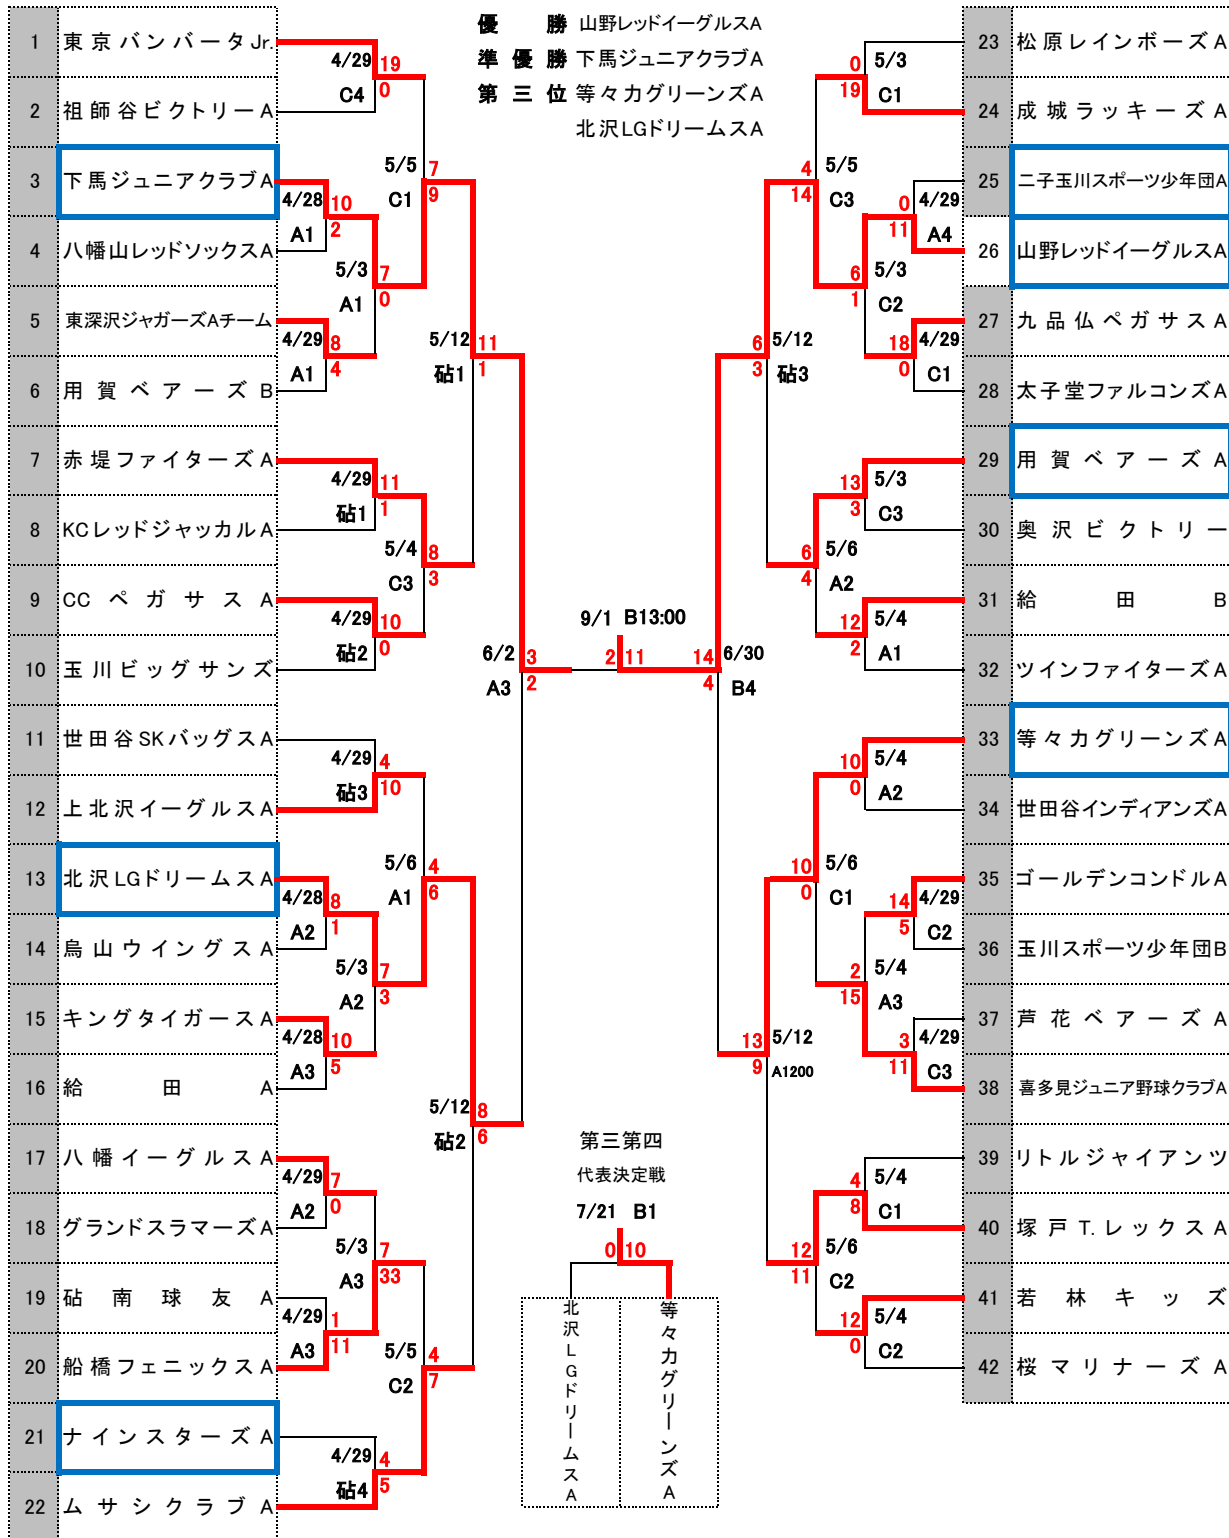 優勝 山野レッドイーグルスA
準優勝 下馬ジュニアクラブA
第三位 等々力グリーンズA
北沢LGドリームスA
1 東京バンバータJr.
4/29 19
C4 0
2 祖師谷ビクトリーA
5/5 7
C1 9
3 下馬ジュニアクラブA
4/28 10
A1 2
4 八幡山レッドソックスA
5/3 7
A1 0
5 東深沢ジャガーズAチーム
4/29 8
A1 4
6 用賀ベアーズB
5/12 11
砧1 1
7 赤堤ファイターズA
4/29 11
砧1 1
8 KCレッドジャッカルA
5/4 8
C3 3
9 CCペガサスA
4/29 10
砧2 0
10 玉川ビッグサンズ
6/2 3
A3 2
11 世田谷SKバッグスA
4/29 4
砧3 10
12 上北沢イーグルスA
5/6 4
A1 6
13 北沢LGドリームスA
4/28 8
A2 1
14 烏山ウイングスA
5/3 7
A2 3
15 キングタイガースA
4/28 10
A3 5
16 給田A
5/12 8
砧2 6
17 八幡イーグルスA
4/29 7
A2 0
18 グランドスラマーズA
5/3 7
A3 33
19 砧南球友A
4/29 1
A3 11
20 船橋フェニックスA
5/5 4
C2 7
21 ナインスターズA
4/29 4
砧4 5
22 ムサシクラブA
9/1 B13:00
2 11
第三第四
代表決定戦
7/21 B1
0 10
北沢LGドリームスA
等々力グリーンズA
23 松原レインボーズA
0 5/3
19 C1
24 成城ラッキーズA
4 5/5
14 C3
25 二子玉川スポーツ少年団A
0 4/29
11 A4
26 山野レッドイーグルスA
6 5/3
1 C2
27 九品仏ペガサスA
18 4/29
0 C1
28 太子堂ファルコンズA
6 5/12
3 砧3
29 用賀ベアーズA
13 5/3
3 C3
30 奥沢ビクトリー
6 5/6
4 A2
31 給田B
12 5/4
2 A1
32 ツインファイターズA
14 6/30
4 B4
33 等々力グリーンズA
10 5/4
0 A2
34 世田谷インディアンズA
10 5/6
0 C1
35 ゴールデンコンドルA
14 4/29
5 C2
36 玉川スポーツ少年団B
2 5/4
15 A3
37 芦花ベアーズA
3 4/29
11 C3
38 喜多見ジュニア野球クラブA
13 5/12
9 A1200
39 リトルジャイアンツ
4 5/4
8 C1
40 塚戸T.レックスA
12 5/6
11 C2
41 若林キッズ
12 5/4
0 C2
42 桜マリナーズA